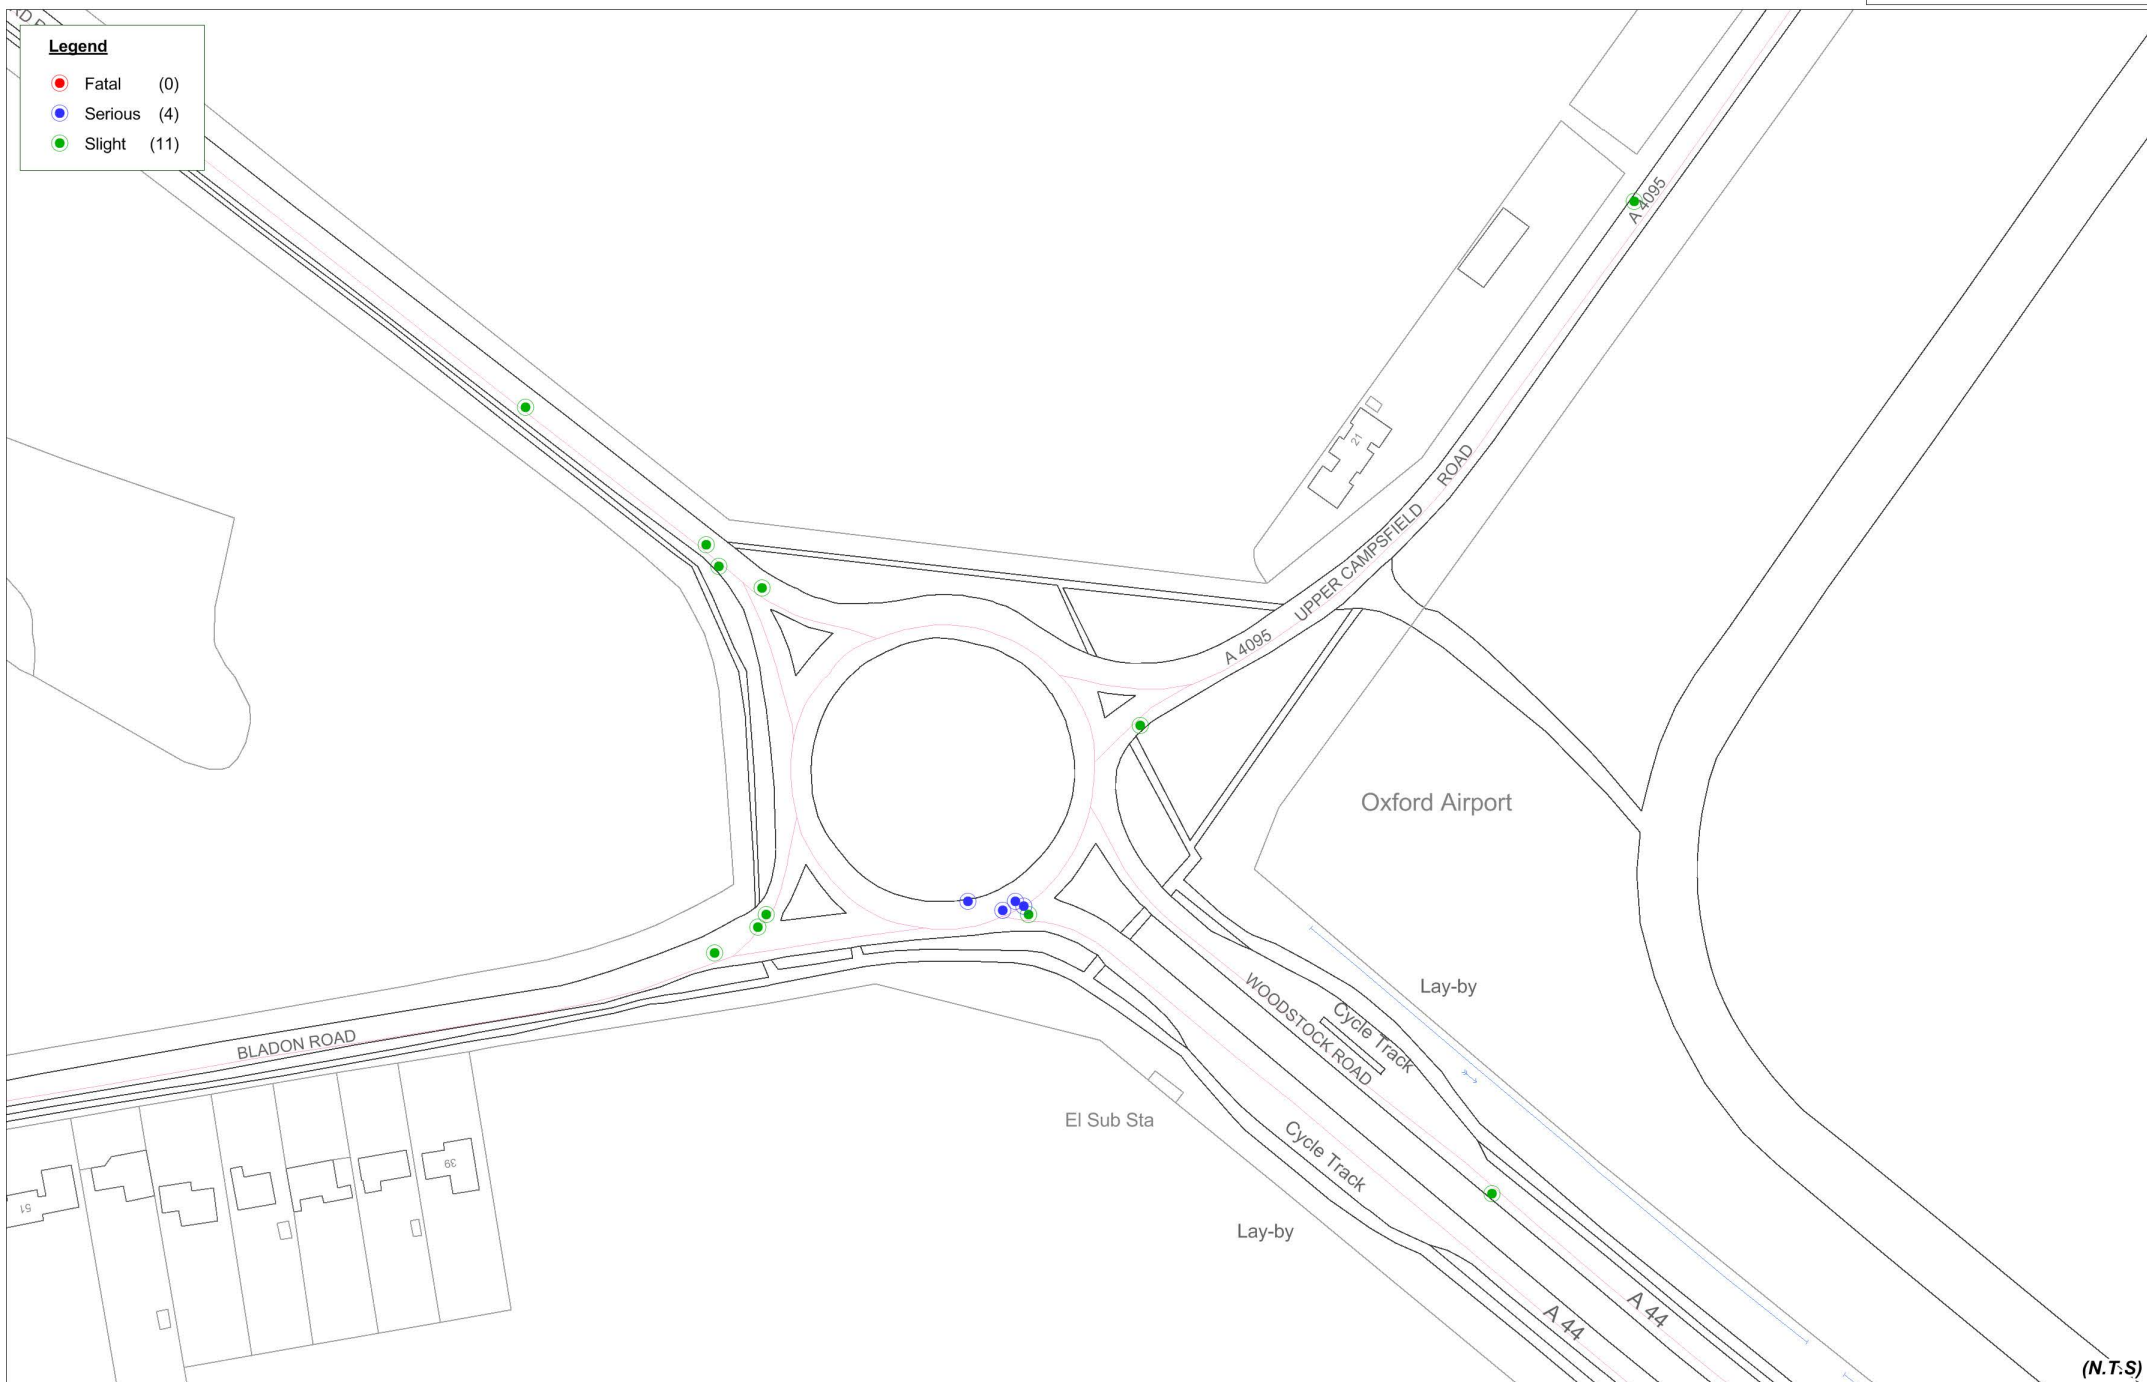 Legend
Fatal (0)
Serious (4)
Slight (11)
A 4095
21
UPPER CAMPSFIELD ROAD
A 4095
Oxford Airport
Lay-by
WOODSTOCK ROAD
Cycle Track
BLADON ROAD
El Sub Sta
Cycle Track
39
51
Lay-by
A 44
A 44
(N.T.S)